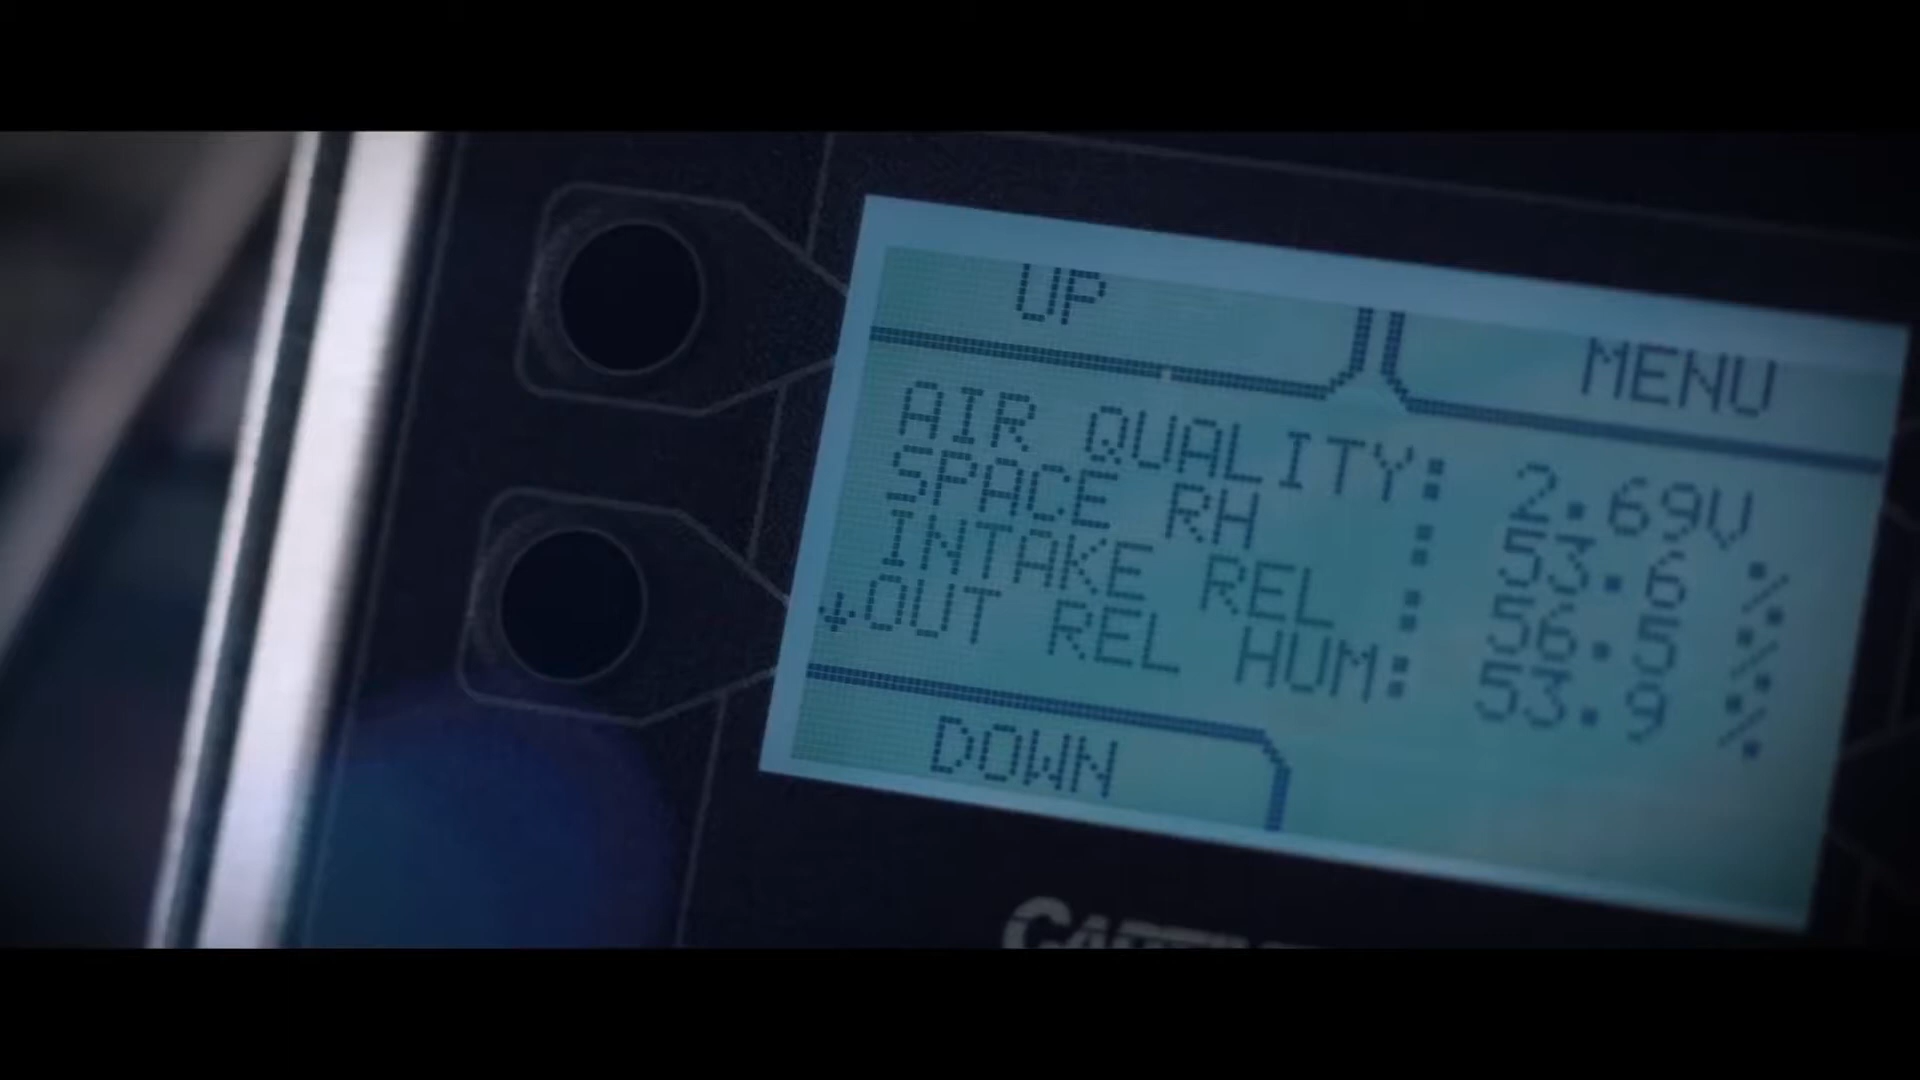 UP
MENU
AIR QUALITY: 2.69V
SPACE RH : 53.6 %
INTAKE REL : 56.5 %
↓OUT REL HUM: 53.9 %
DOWN